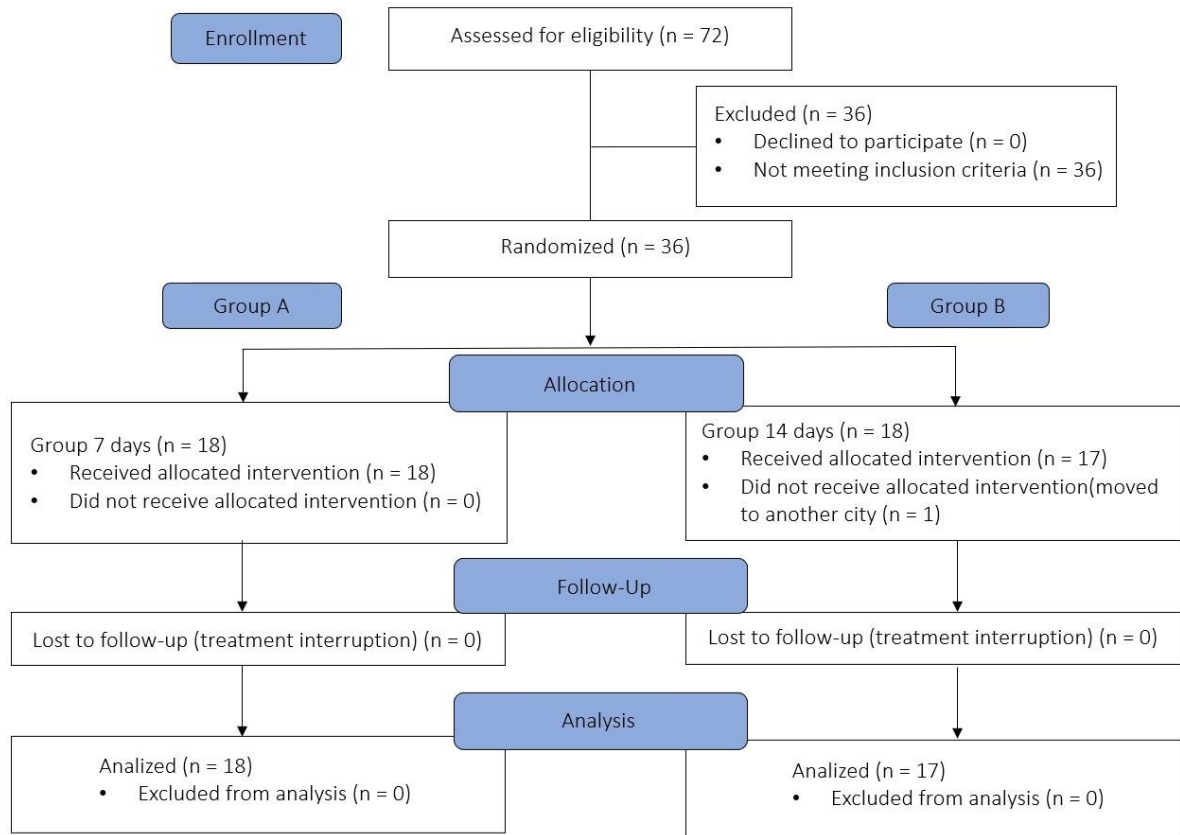 Enrollment
Assessed for eligibility (n = 72)
Excluded (n = 36)
• Declined to participate (n = 0)
• Not meeting inclusion criteria (n = 36)
Randomized (n = 36)
Group A
Group B
Allocation
Group 7 days (n = 18)
• Received allocated intervention (n = 18)
• Did not receive allocated intervention (n = 0)
Group 14 days (n = 18)
• Received allocated intervention (n = 17)
• Did not receive allocated intervention(moved
to another city (n = 1)
Follow-Up
Lost to follow-up (treatment interruption) (n = 0)
Lost to follow-up (treatment interruption) (n = 0)
Analysis
Analized (n = 18)
• Excluded from analysis (n = 0)
Analized (n = 17)
• Excluded from analysis (n = 0)